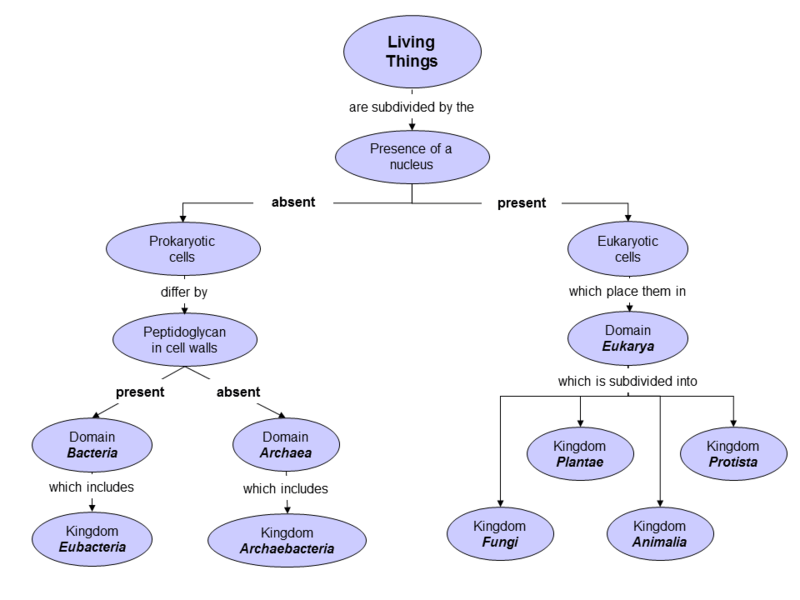 Living
Things
are subdivided by the
Presence of a
nucleus
absent
present
Prokaryotic
cells
Eukaryotic
cells
differ by
which place them in
Peptidoglycan
in cell walls
Domain
Eukarya
present
absent
which is subdivided into
Domain
Bacteria
Domain
Archaea
Kingdom
Plantae
Kingdom
Protista
which includes
which includes
Kingdom
Eubacteria
Kingdom
Archaebacteria
Kingdom
Fungi
Kingdom
Animalia